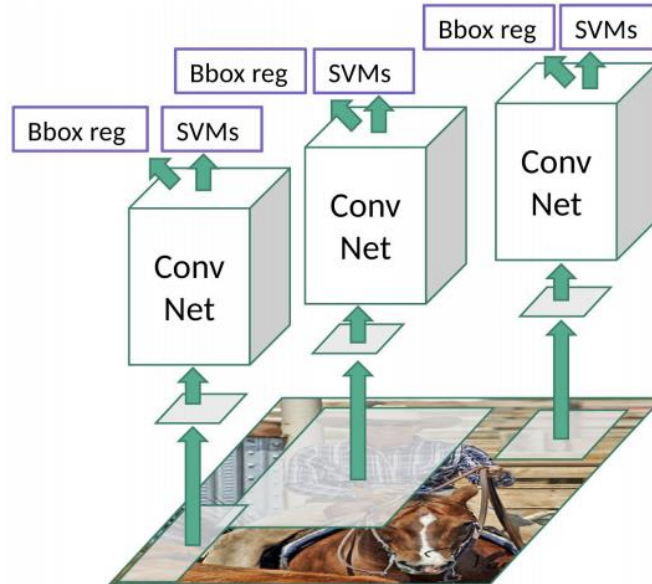 Bbox reg SVMs
Bbox reg SVMs
Bbox reg SVMs
Conv
Net
Conv
Net
Conv
Net